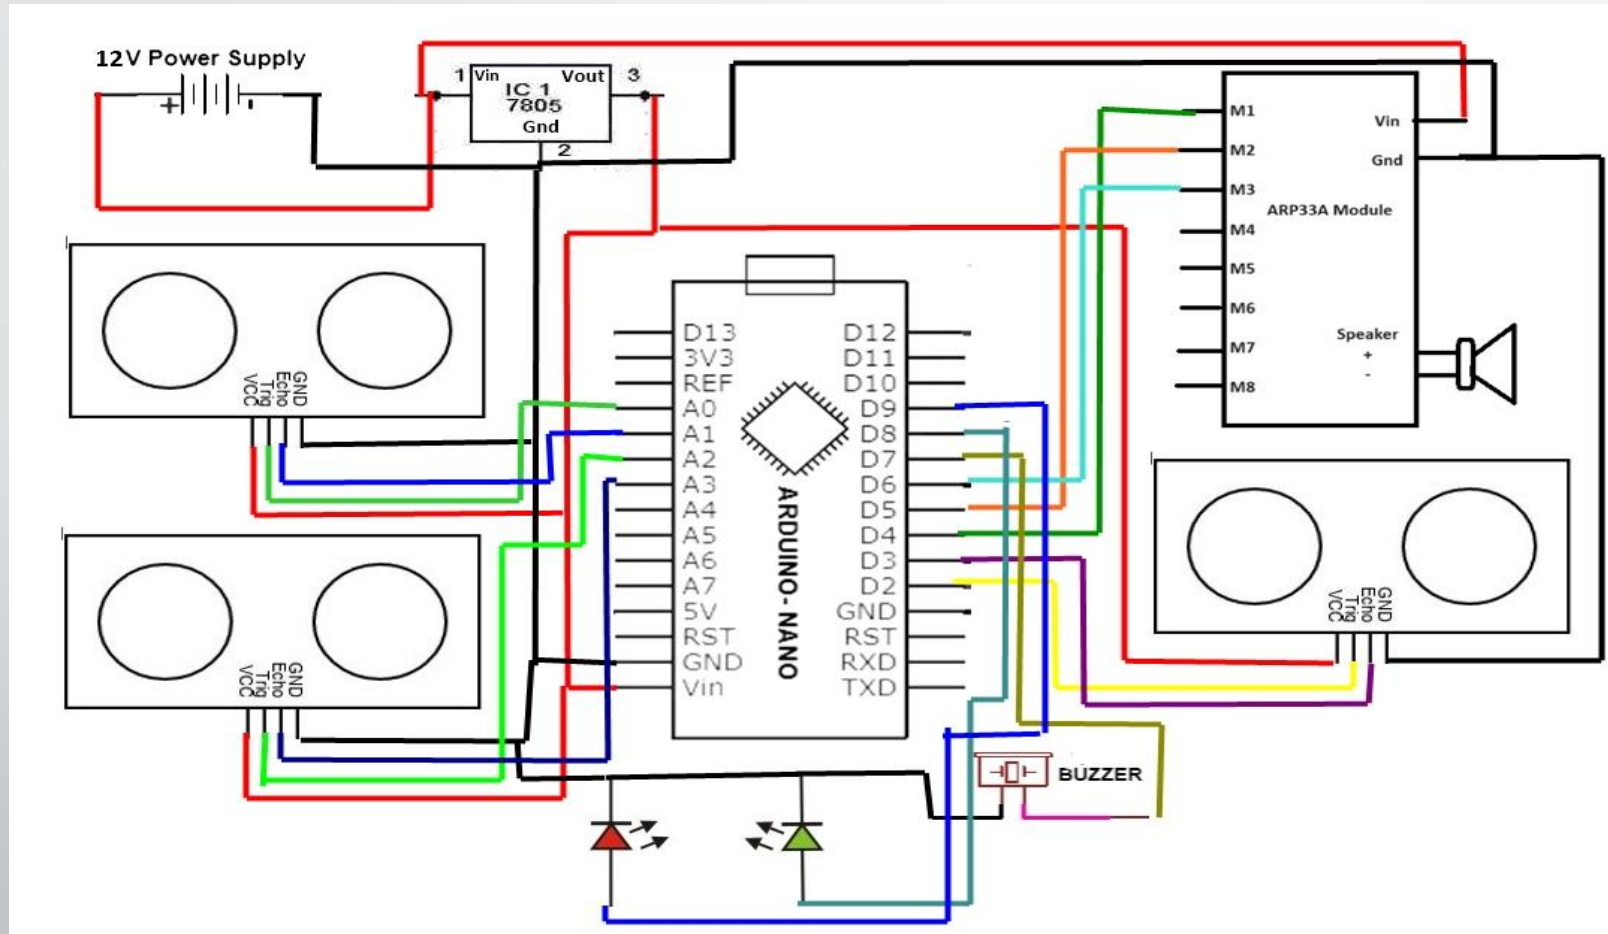 12V Power Supply
+
-
1
Vin
Vout
3
IC 1
7805
Gnd
2
M1
M2
M3
M4
M5
M6
M7
M8
Vin
Gnd
ARP33A Module
Speaker
+
-
VCC
Trig
Echo
GND
VCC
Trig
Echo
GND
D13
3V3
REF
A0
A1
A2
A3
A4
A5
A6
A7
5V
RST
GND
Vin
D12
D11
D10
D9
D8
D7
D6
D5
D4
D3
D2
GND
RST
RXD
TXD
ARDUINO-NANO
VCC
Trig
Echo
GND
BUZZER